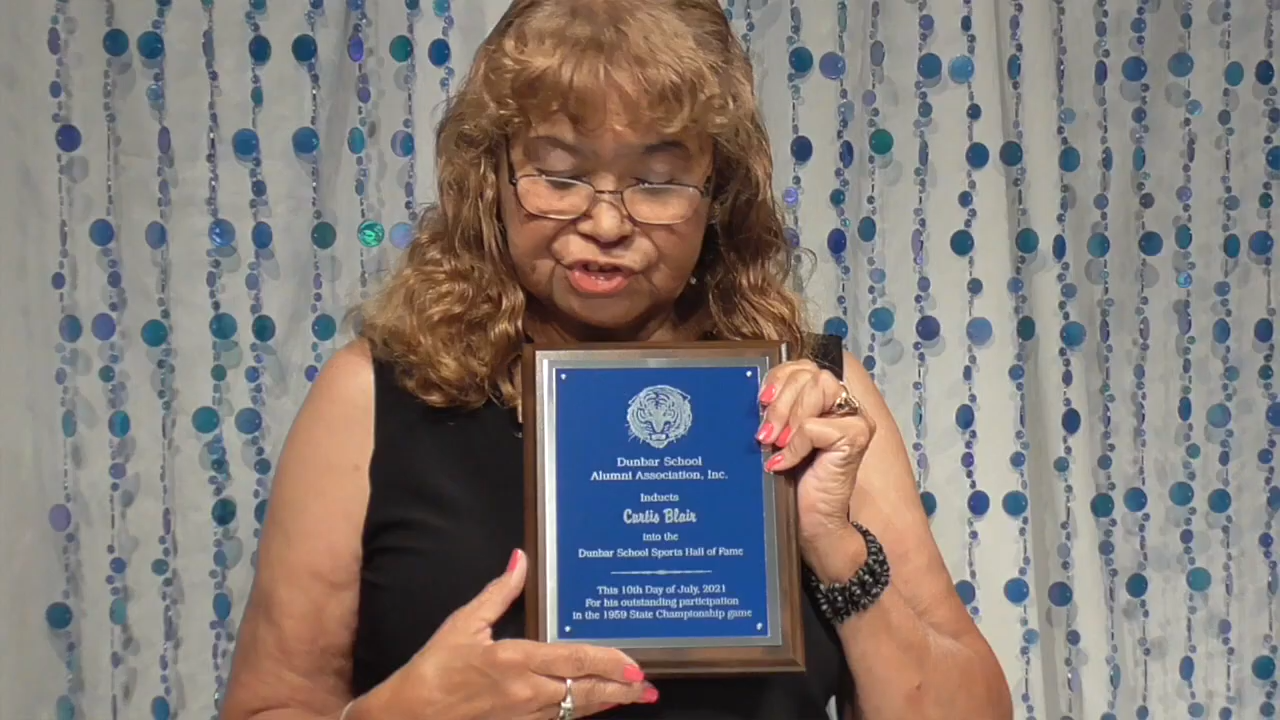 Dunbar School
Alumni Association, Inc.
Inducts
Curtis Blair
into the
Dunbar School Sports Hall of Fame
This 10th Day of July, 2021
For his outstanding participation
in the 1959 State Championship game